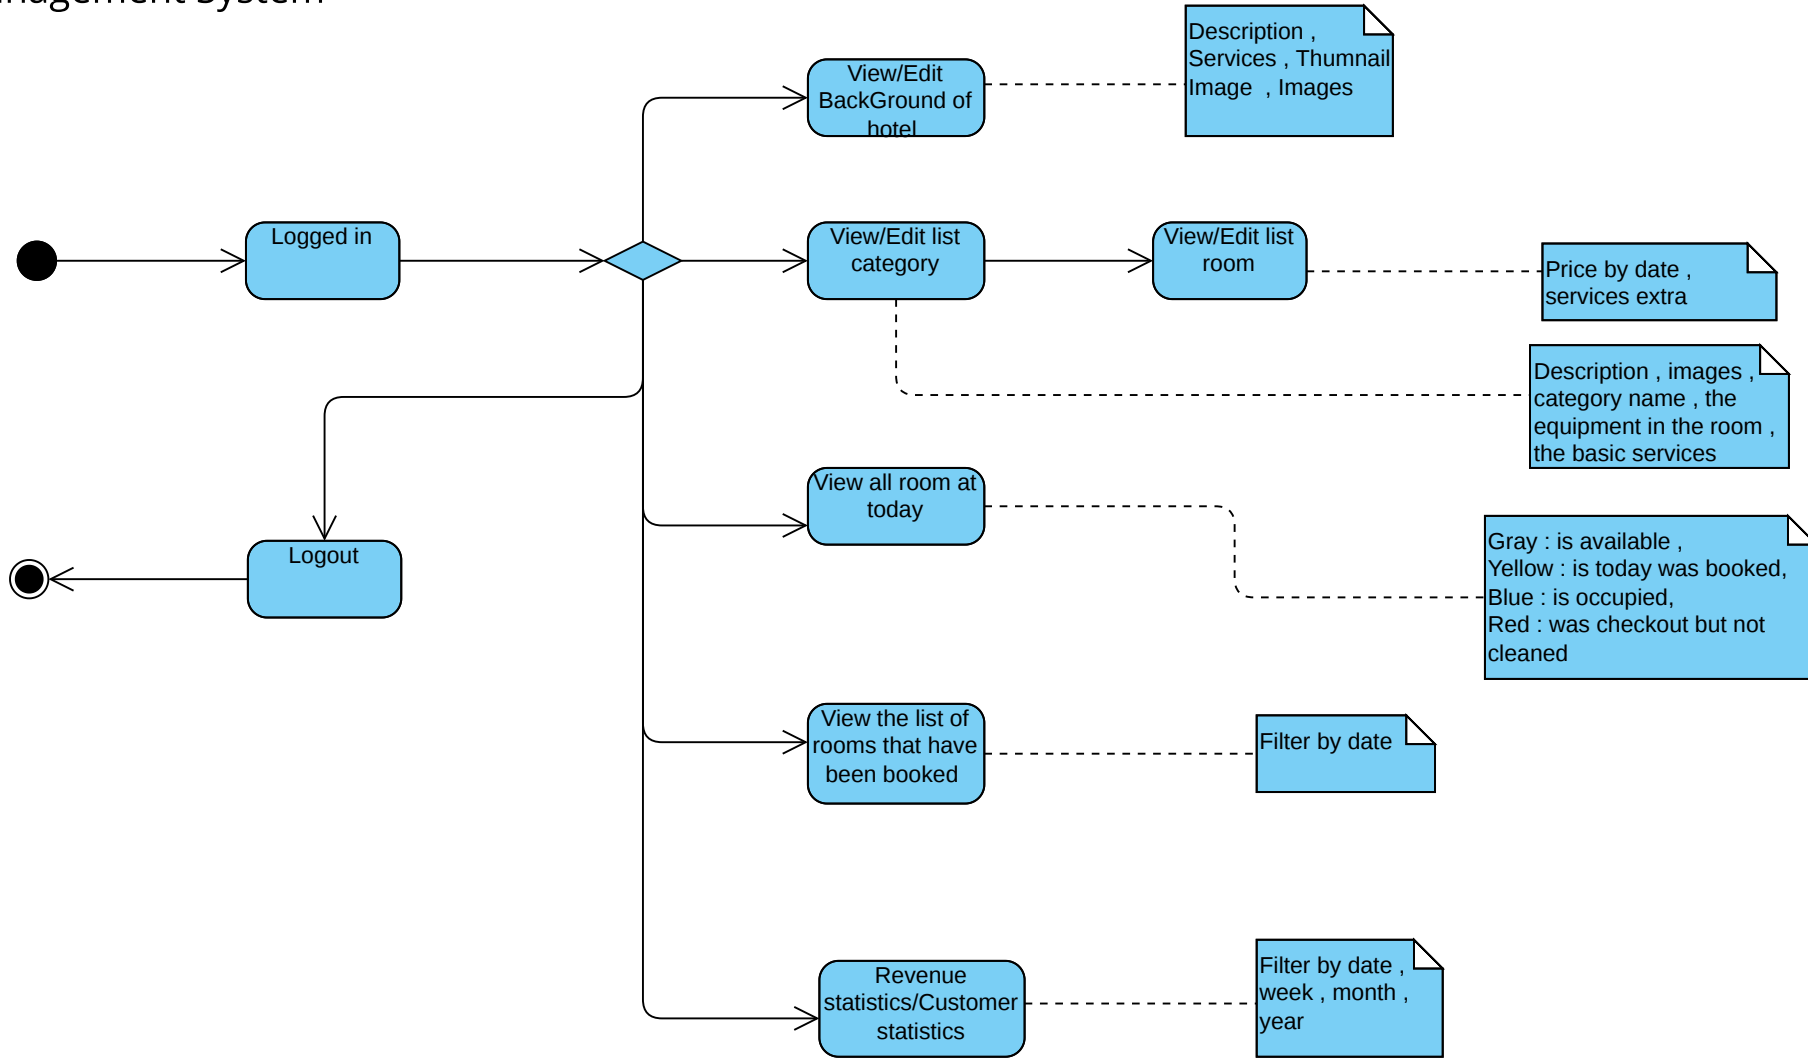 System
View/Edit
BackGround of
hotel
Description ,
Services , Thumnail
Image , Images
Logged in
View/Edit list
category
View/Edit list
room
Price by date ,
services extra
Description , images ,
category name , the
equipment in the room ,
the basic services
View all room at
today
Gray : is available ,
Yellow : is today was booked,
Blue : is occupied,
Red : was checkout but not
cleaned
Logout
View the list of
rooms that have
been booked
Filter by date
Revenue
statistics/Customer
statistics
Filter by date ,
week , month ,
year